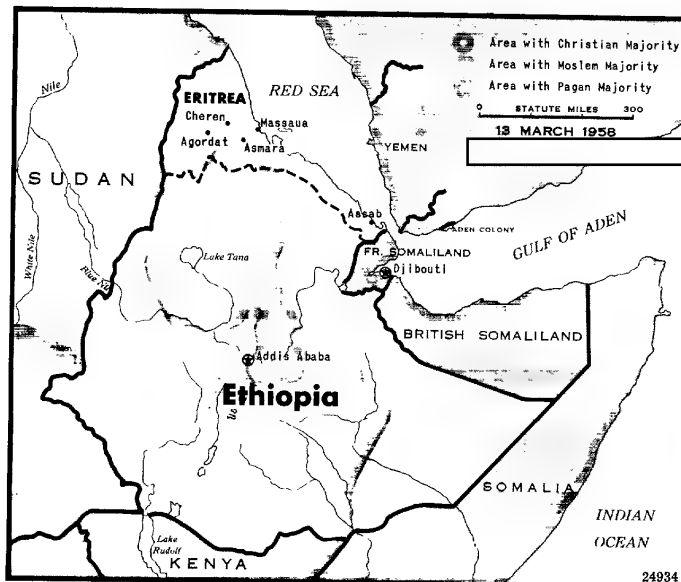 Area with Christian Majority
Area with Moslem Majority
Area with Pagan Majority
0 STATUTE MILES 300
13 MARCH 1958
Nile
ERITREA
RED SEA
Cheren
Massaua
Agordat
Asmara
YEMEN
SUDAN
Assab
ADEN COLONY
GULF OF ADEN
White Nile
Blue
Lake Tana
FR. SOMALILAND
Djibouti
BRITISH SOMALILAND
Addis Ababa
Ethiopia
SOMALIA
INDIAN
OCEAN
Lake
Rudolf
KENYA
24934